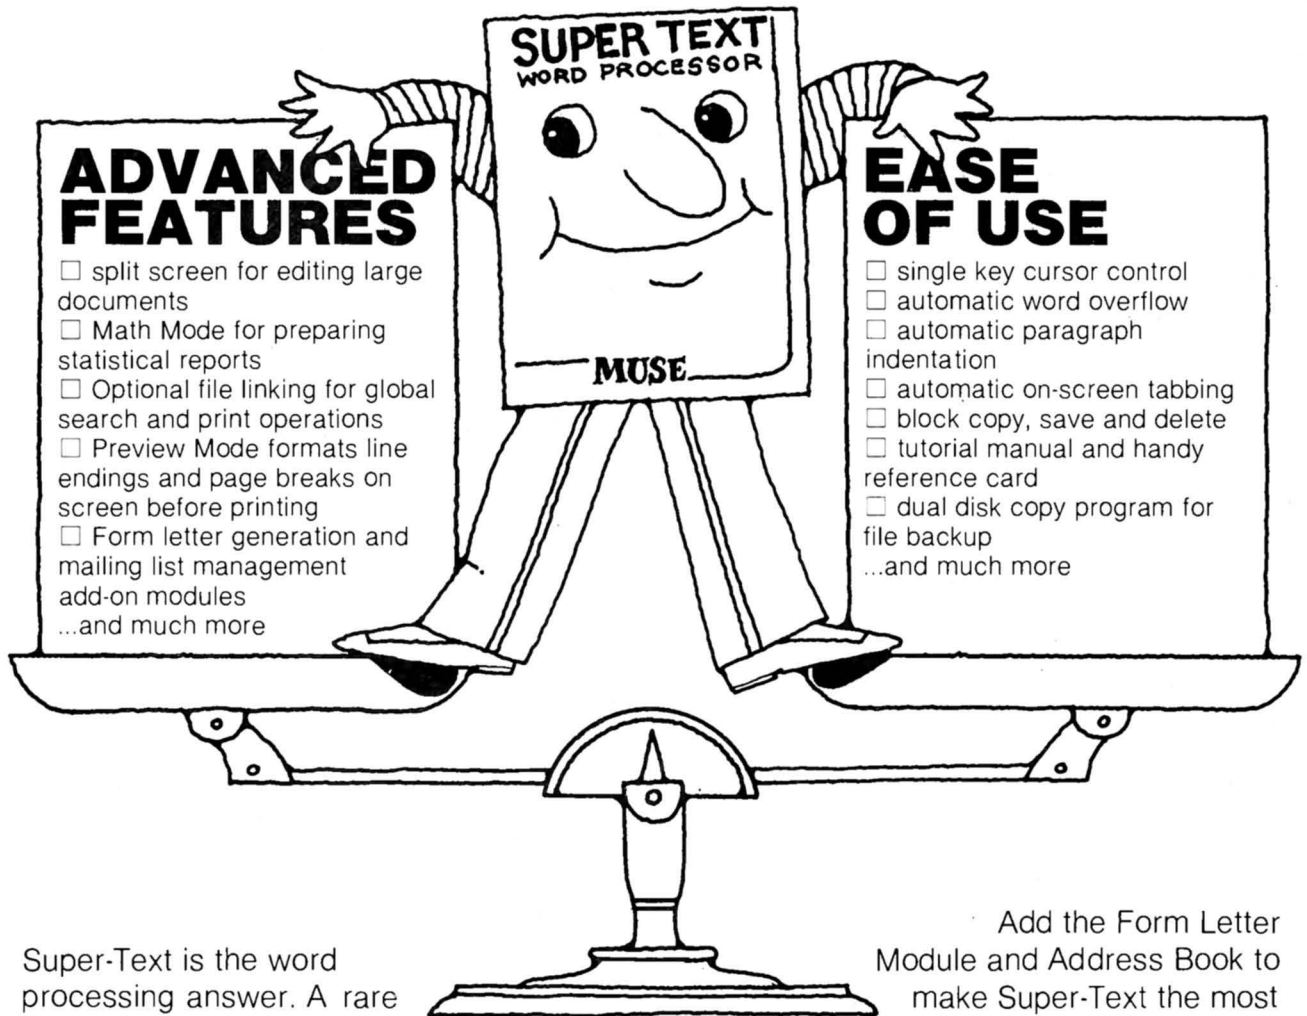 SUPER TEXT
WORD PROCESSOR
MUSE
ADVANCED
FEATURES
☐ split screen for editing large
documents
☐ Math Mode for preparing
statistical reports
☐ Optional file linking for global
search and print operations
☐ Preview Mode formats line
endings and page breaks on
screen before printing
☐ Form letter generation and
mailing list management
add-on modules
...and much more
EASE
OF USE
☐ single key cursor control
☐ automatic word overflow
☐ automatic paragraph
indentation
☐ automatic on-screen tabbing
☐ block copy, save and delete
☐ tutorial manual and handy
reference card
☐ dual disk copy program for
file backup
...and much more
Super-Text is the word
processing answer. A rare
Add the Form Letter
Module and Address Book to
make Super-Text the most